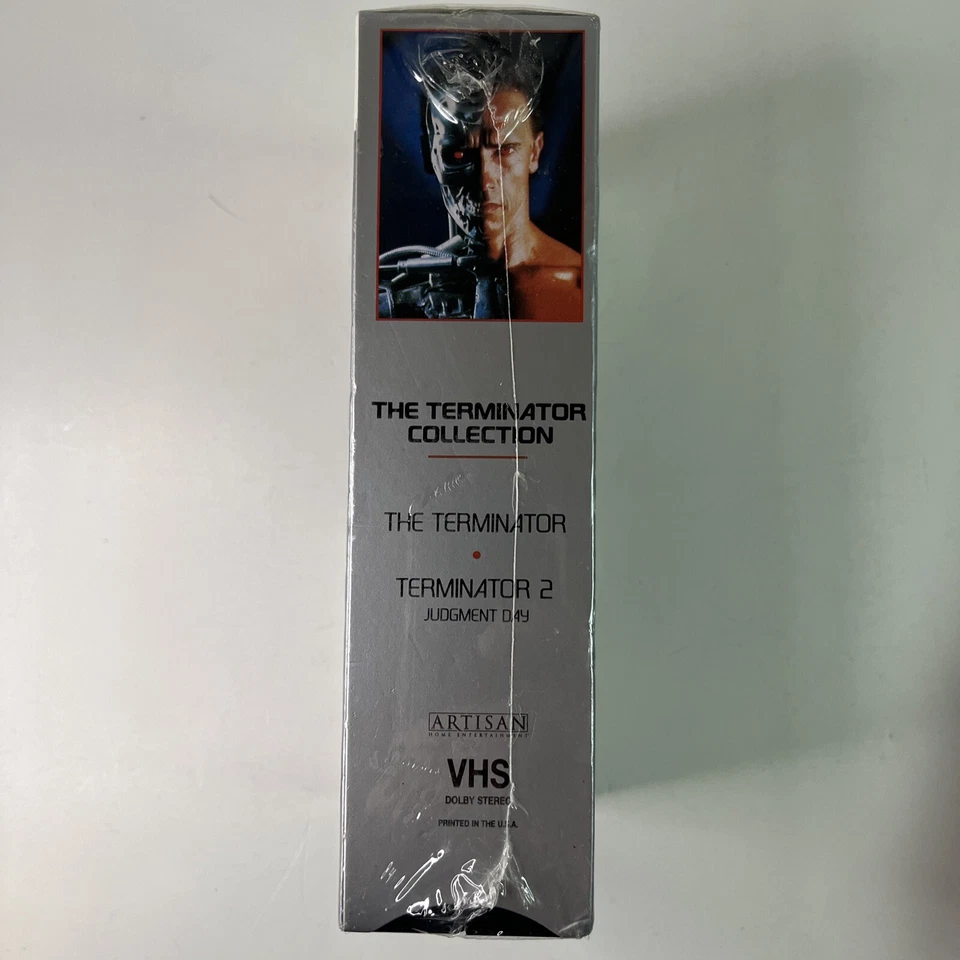 THE TERMINATOR
COLLECTION
THE TERMINATOR
TERMINATOR 2
JUDGMENT DAY
ARTISAN
HOME ENTERTAINMENT
VHS
DOLBY STEREO
PRINTED IN THE U.S.A.